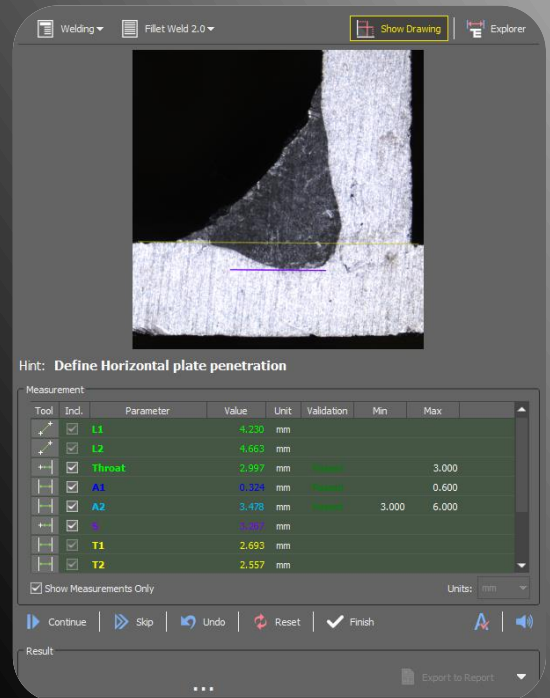 Welding Fillet Weld 2.0 Show Drawing Explorer
Hint: Define Horizontal plate penetration
Measurement
Tool Incl. Parameter Value Unit Validation Min Max
L1 4.230 mm
L2 4.663 mm
Throat 2.997 mm 3.000
A1 0.324 mm 0.600
A2 3.478 mm 3.000 6.000
mm
T1 2.693 mm
T2 2.557 mm
Show Measurements Only Units: mm
Continue Skip Undo Reset Finish
Result
Export to Report
...